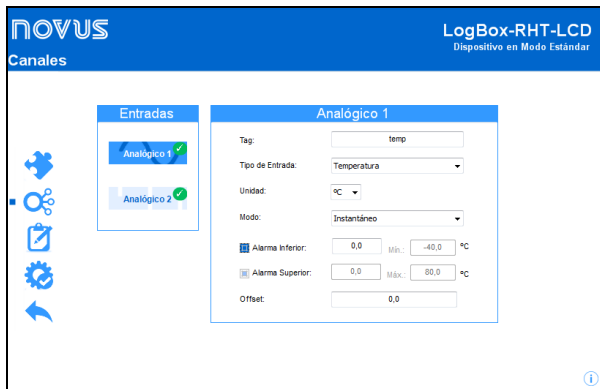 NOVUS
LogBox-RHT-LCD
Dispositivo en Modo Estándar
Canales
Entradas
Analógico 1
Analógico 2
Analógico 1
Tag: temp
Tipo de Entrada: Temperatura
Unidad: ºC
Modo: Instantáneo
Alarma Inferior: 0,0 Mín.: -40,0 ºC
Alarma Superior: 0,0 Máx.: 80,0 ºC
Offset: 0,0
i